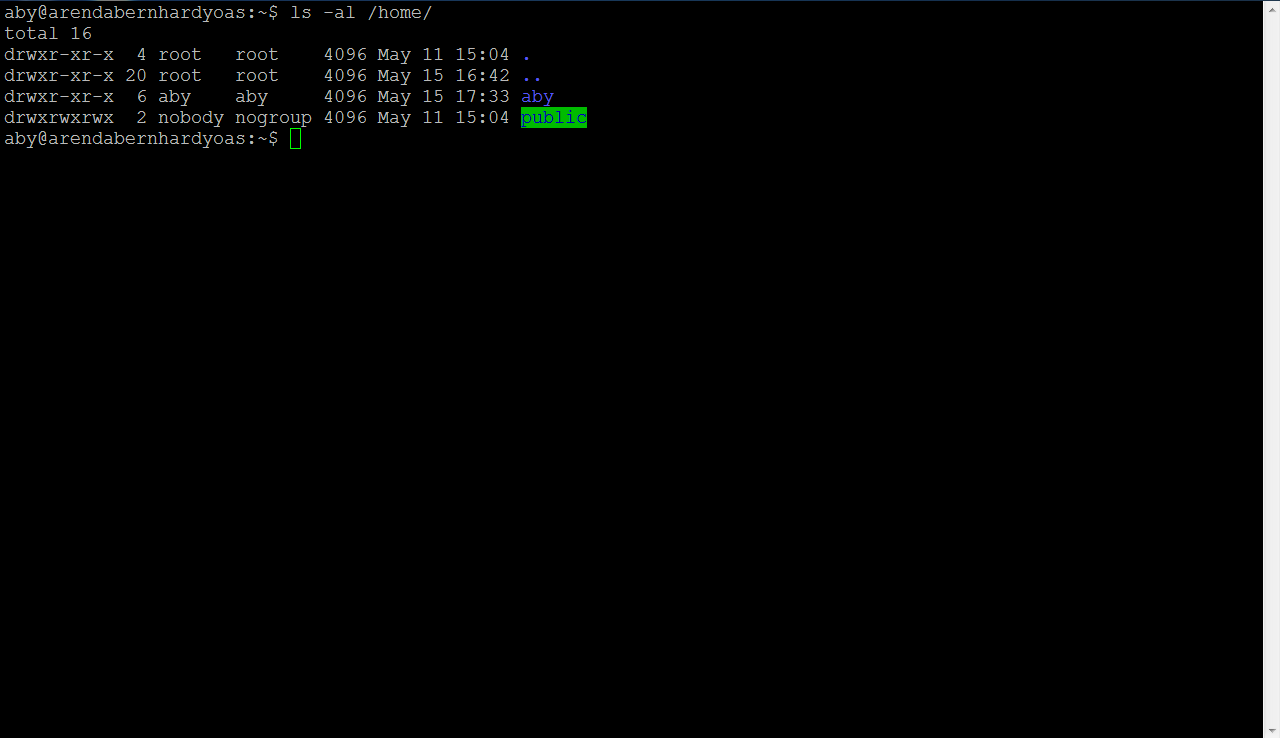 aby@arendabernhardyoas:~$ ls -al /home/
total 16
drwxr-xr-x  4 root   root    4096 May 11 15:04 .
drwxr-xr-x 20 root   root    4096 May 15 16:42 ..
drwxr-xr-x  6 aby    aby     4096 May 15 17:33 aby
drwxrwxrwx  2 nobody nogroup 4096 May 11 15:04 public
aby@arendabernhardyoas:~$